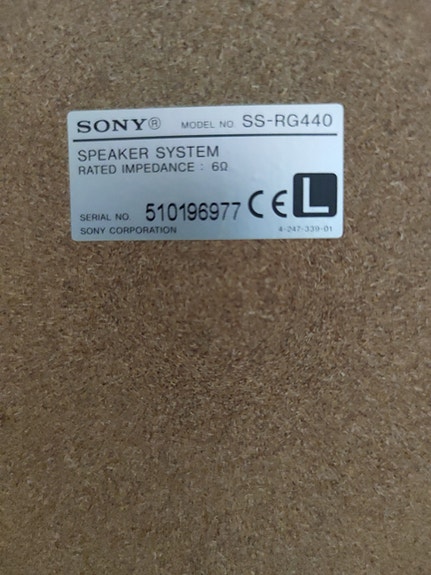 SONY® MODEL NO. SS-RG440
SPEAKER SYSTEM
RATED IMPEDANCE : 6Ω
SERIAL NO. 510196977 CE L
SONY CORPORATION 4-247-339-01